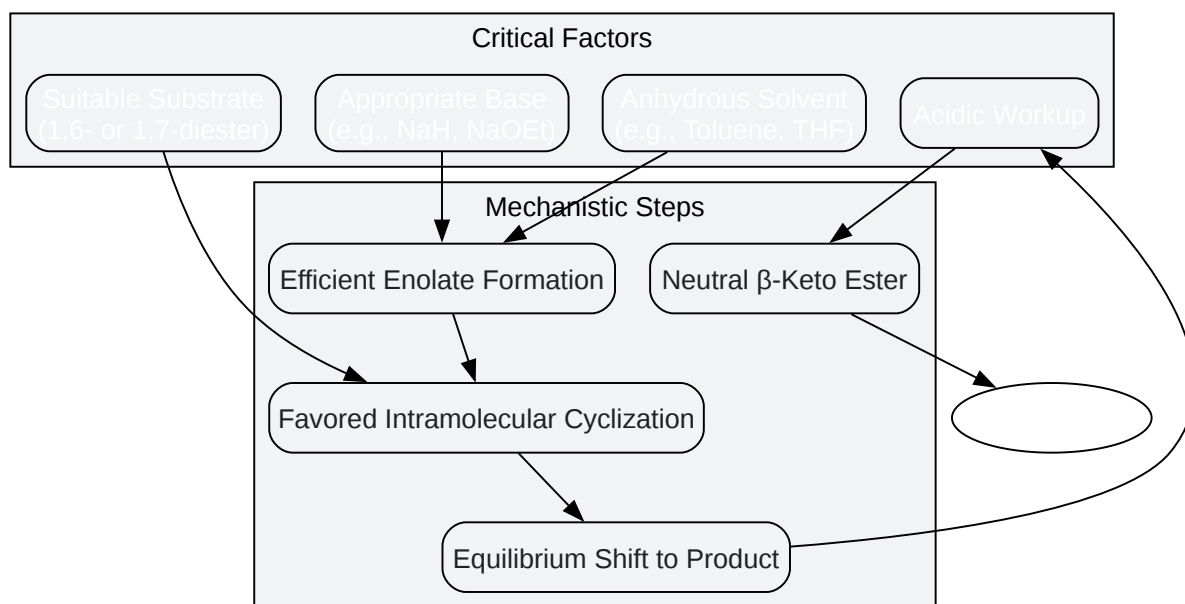 Critical Factors
Suitable Substrate
(1,6- or 1,7-diester)
Appropriate Base
(e.g., NaH, NaOEt)
Anhydrous Solvent
(e.g., Toluene, THF)
Acidic Workup
Mechanistic Steps
Efficient Enolate Formation
Neutral β-Keto Ester
Favored Intramolecular Cyclization
Equilibrium Shift to Product